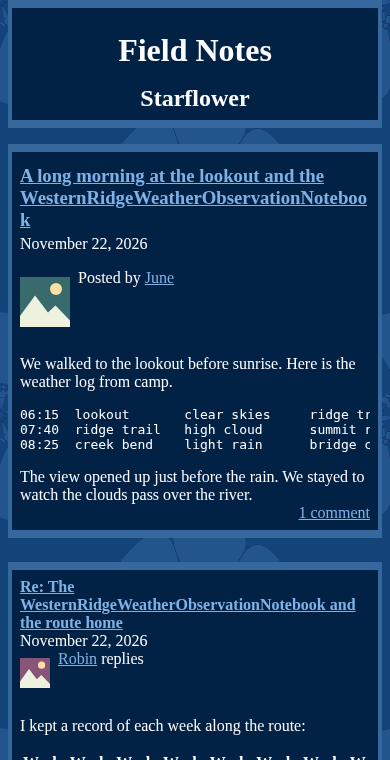 Field Notes
Starflower
A long morning at the lookout and the
WesternRidgeWeatherObservationNoteboo
k
November 22, 2026
Posted by June
We walked to the lookout before sunrise. Here is the
weather log from camp.
06:15 lookout clear skies ridge tr
07:40 ridge trail high cloud summit
08:25 creek bend light rain bridge
The view opened up just before the rain. We stayed to
watch the clouds pass over the river.
1 comment
Re: The
WesternRidgeWeatherObservationNotebook and
the route home
November 22, 2026
Robin replies
I kept a record of each week along the route: